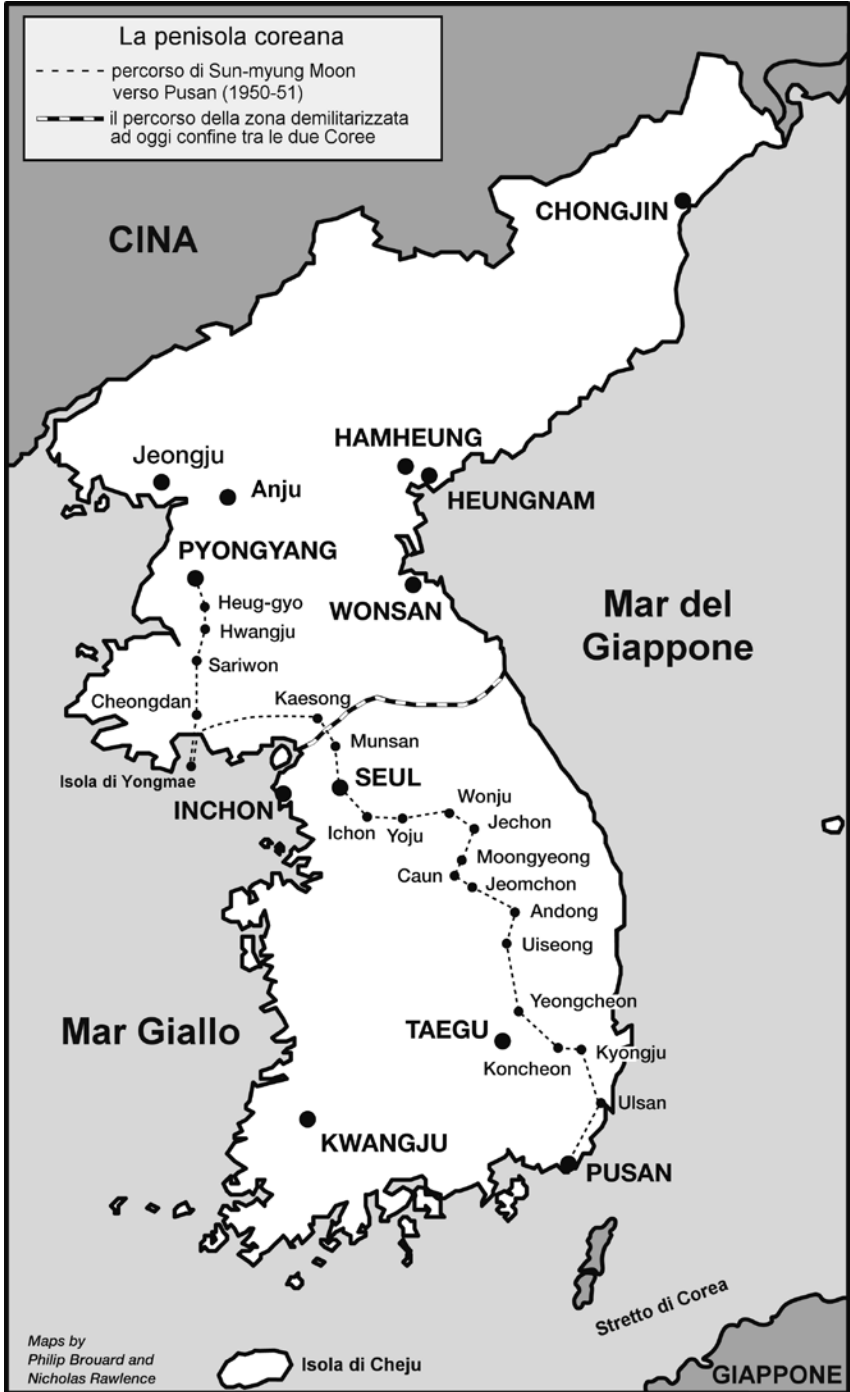 La penisola coreana
percorso di Sun-myung Moon
verso Pusan (1950-51)
il percorso della zona demilitarizzata
ad oggi confine tra le due Coree
CHONGJIN
CINA
HAMHEUNG
Jeongju
Anju
HEUNGNAM
PYONGYANG
Heug-gyo
WONSAN
Mar del
Giappone
Hwangju
Sariwon
Cheongdan
Kaesong
Munsan
Isola di Yongmae
SEUL
INCHON
Wonju
Ichon
Yoju
Jechon
Moongyeong
Caun
Jeomchon
Andong
Uiseong
Yeongcheon
Mar Giallo
TAEGU
Koncheon
Kyongju
Ulsan
KWANGJU
PUSAN
Stretto di Corea
Maps by
Philip Brouard and
Nicholas Rawlence
Isola di Cheju
GIAPPONE